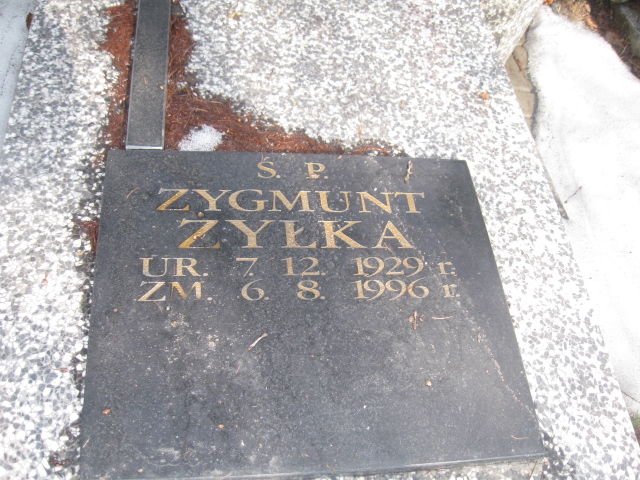 Ś. P.
ZYGMUNT
ŻYŁKA
UR. 7. 12. 1929 r.
ZM. 6. 8. 1996 r.